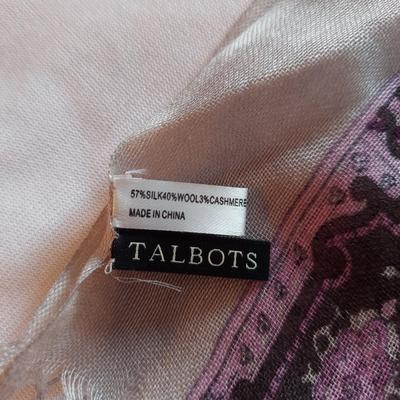 57%SILK40%WOOL3%CASHMERE
MADE IN CHINA
TALBOTS